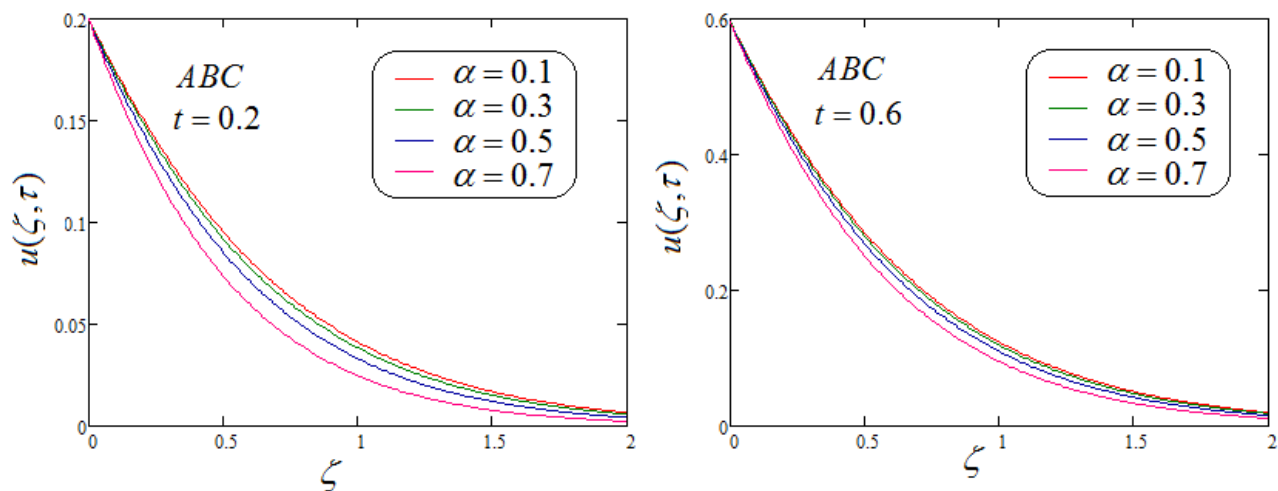 0.2
0.15
0.1
0.05
0
u(ζ,τ)
ABC
t = 0.2
α = 0.1
α = 0.3
α = 0.5
α = 0.7
0 0.5 1 1.5 2
ζ
0.6
0.4
0.2
0
u(ζ,τ)
ABC
t = 0.6
α = 0.1
α = 0.3
α = 0.5
α = 0.7
0 0.5 1 1.5 2
ζ